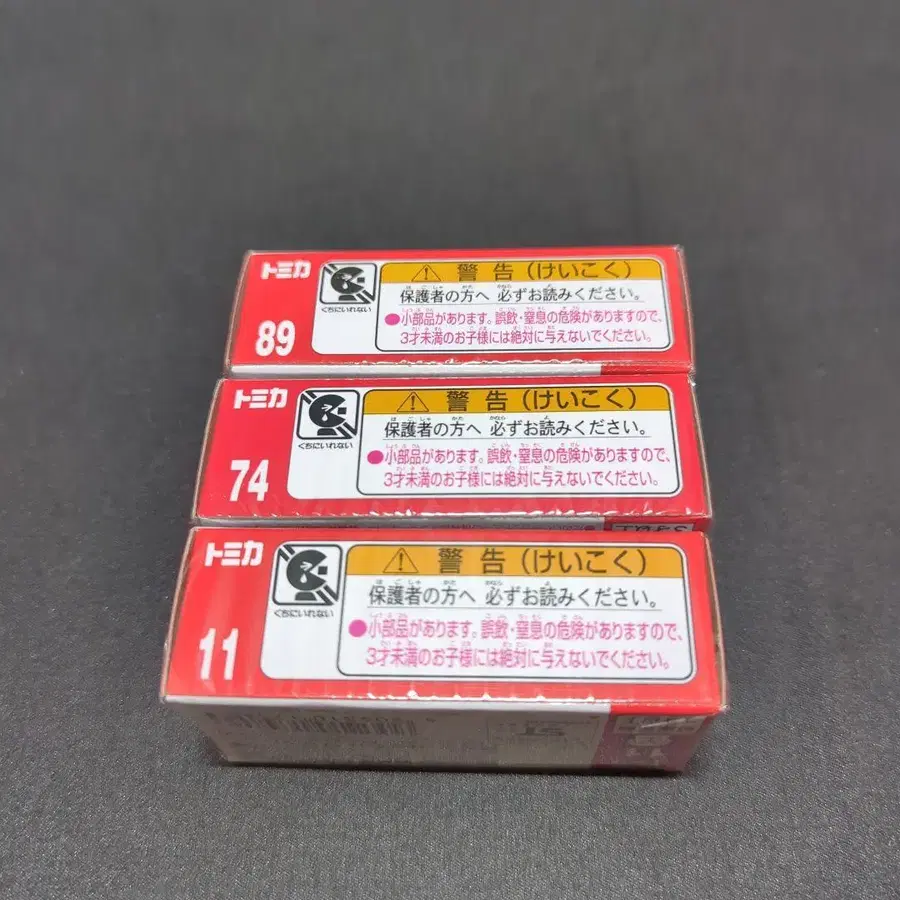 トミカ
89
くちにいれない
警告(けいこく)
保護者の方へ 必ずお読みください。
●小部品があります。誤飲・窒息の危険がありますので、
3才未満のお子様には絶対に与えないでください。
トミカ
74
くちにいれない
警告(けいこく)
保護者の方へ 必ずお読みください。
●小部品があります。誤飲・窒息の危険がありますので、
3才未満のお子様には絶対に与えないでください。
トミカ
11
くちにいれない
警告(けいこく)
保護者の方へ 必ずお読みください。
●小部品があります。誤飲・窒息の危険がありますので、
3才未満のお子様には絶対に与えないでください。